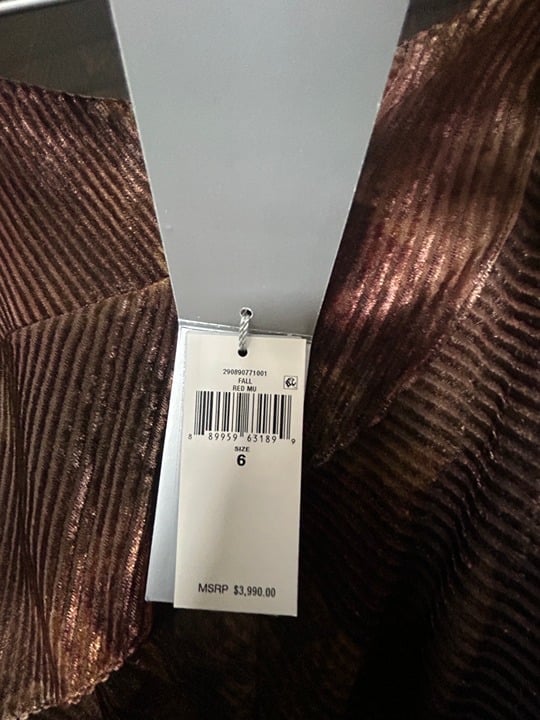 290890771001
FALL
RED MU
8 89959 63189 9
SIZE
6
MSRP $3,990.00